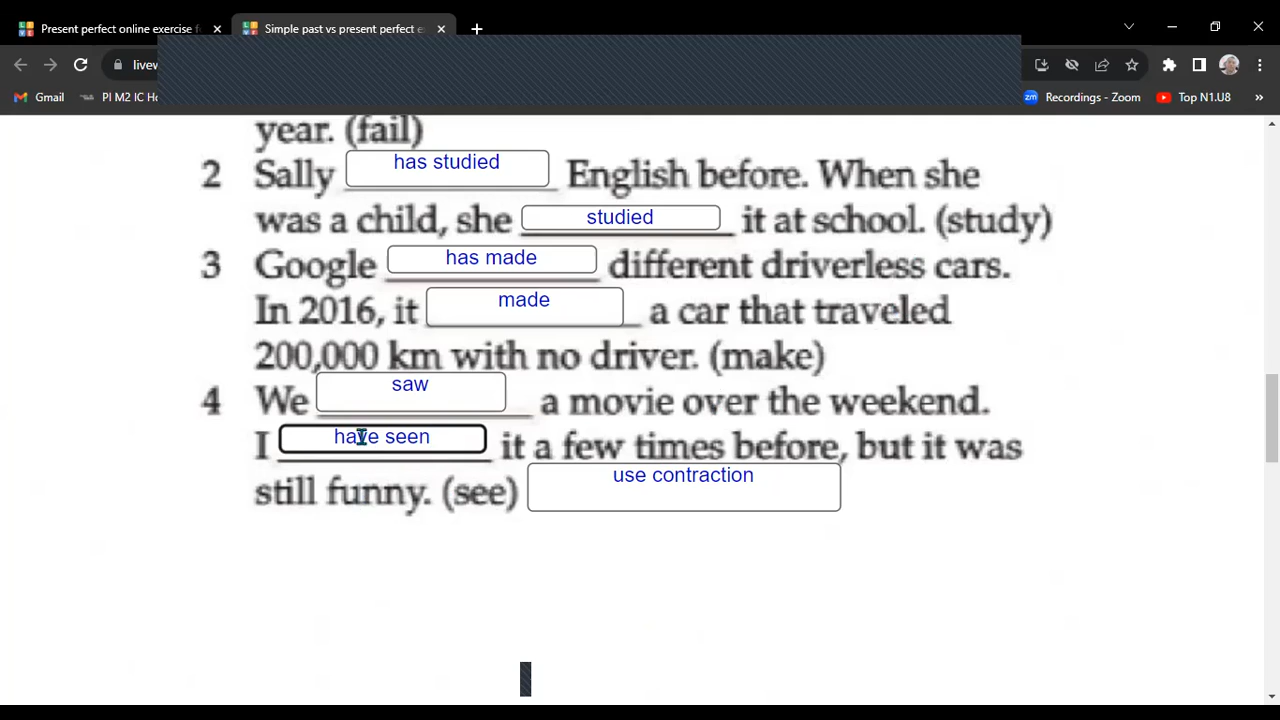 Present perfect online exercise f
Simple past vs present perfect e
livew
Gmail
PI M2 IC Ho
Recordings - Zoom
Top N1.U8
»
year. (fail)
2 Sally has studied English before. When she
was a child, she studied it at school. (study)
3 Google has made different driverless cars.
In 2016, it made a car that traveled
200,000 km with no driver. (make)
4 We saw a movie over the weekend.
I have seen it a few times before, but it was
still funny. (see) use contraction